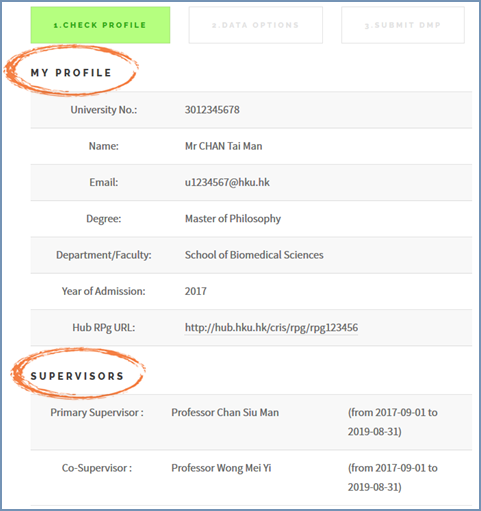 1.CHECK PROFILE 2.DATA OPTIONS 3.SUBMIT DMP
MY PROFILE
University No.: 3012345678
Name: Mr CHAN Tai Man
Email: u1234567@hku.hk
Degree: Master of Philosophy
Department/Faculty: School of Biomedical Sciences
Year of Admission: 2017
Hub RPg URL: http://hub.hku.hk/cris/rpg/rpg123456
SUPERVISORS
Primary Supervisor : Professor Chan Siu Man (from 2017-09-01 to
2019-08-31)
Co-Supervisor : Professor Wong Mei Yi (from 2017-09-01 to
2019-08-31)